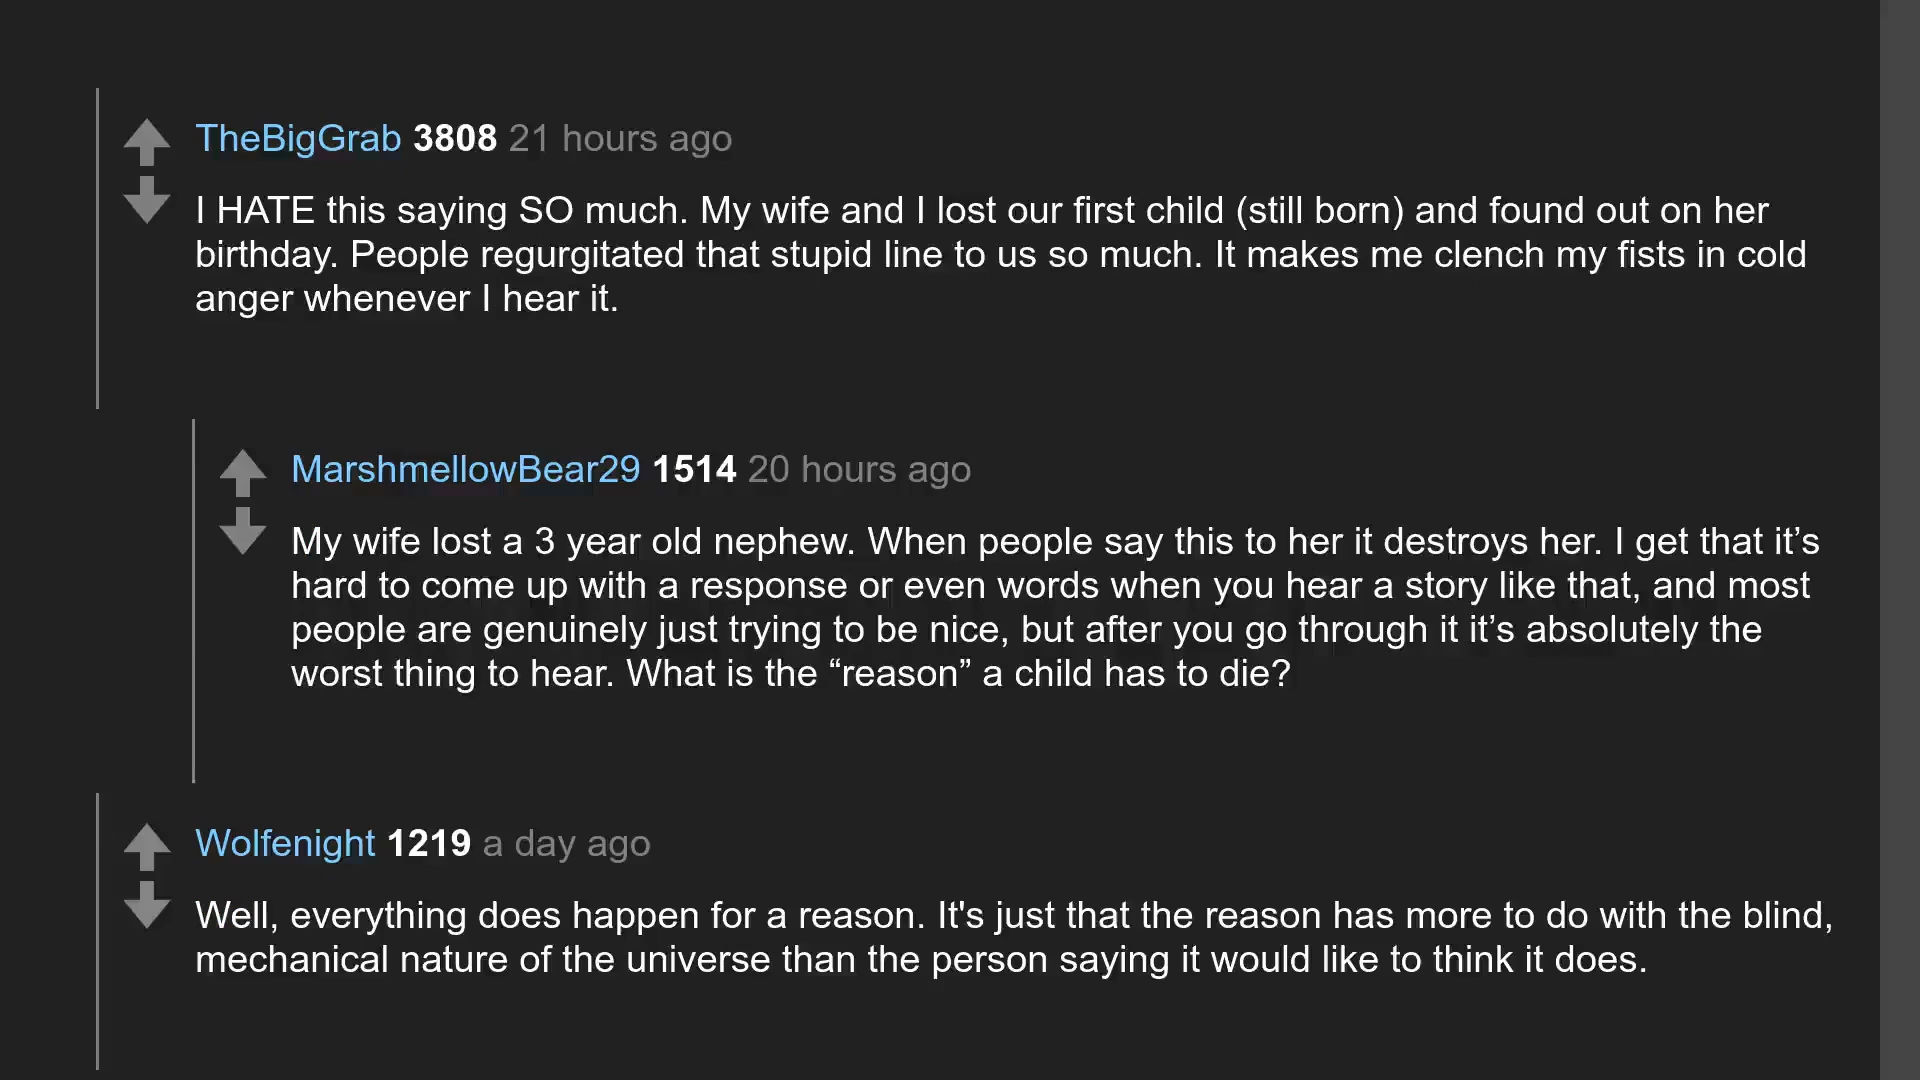 TheBigGrab 3808 21 hours ago
I HATE this saying SO much. My wife and I lost our first child (still born) and found out on her
birthday. People regurgitated that stupid line to us so much. It makes me clench my fists in cold
anger whenever I hear it.
MarshmellowBear29 1514 20 hours ago
My wife lost a 3 year old nephew. When people say this to her it destroys her. I get that it’s
hard to come up with a response or even words when you hear a story like that, and most
people are genuinely just trying to be nice, but after you go through it it’s absolutely the
worst thing to hear. What is the “reason” a child has to die?
Wolfenight 1219 a day ago
Well, everything does happen for a reason. It's just that the reason has more to do with the blind,
mechanical nature of the universe than the person saying it would like to think it does.